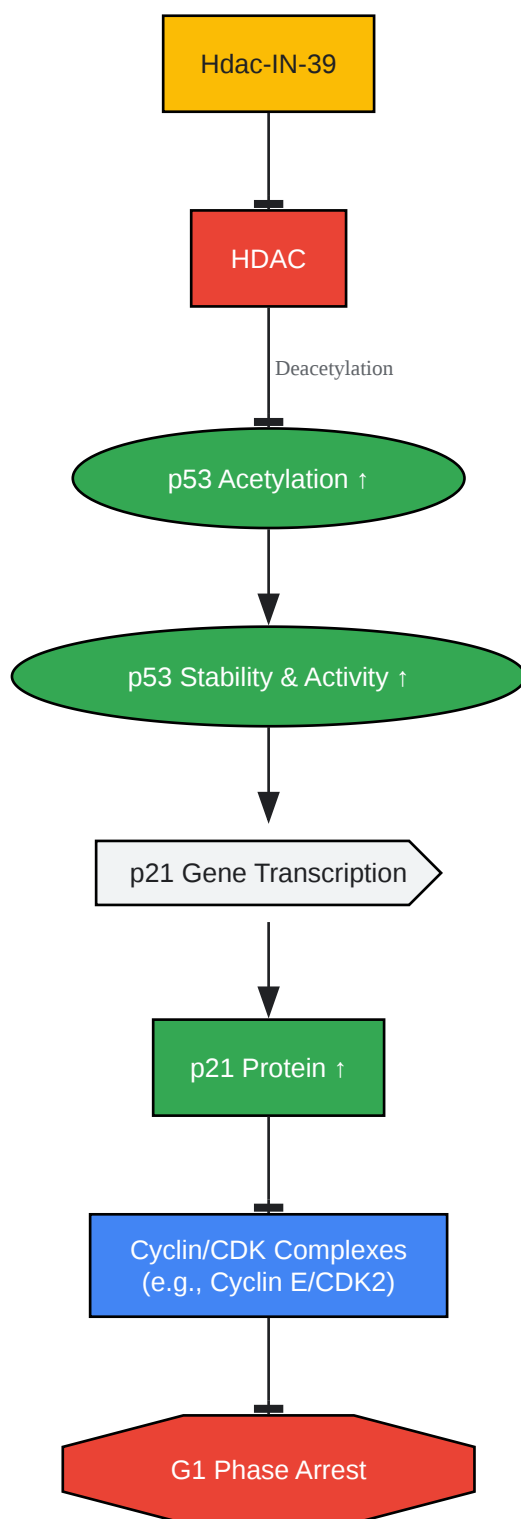 Hdac-IN-39
HDAC
Deacetylation
p53 Acetylation ↑
p53 Stability & Activity ↑
p21 Gene Transcription
p21 Protein ↑
Cyclin/CDK Complexes
(e.g., Cyclin E/CDK2)
G1 Phase Arrest